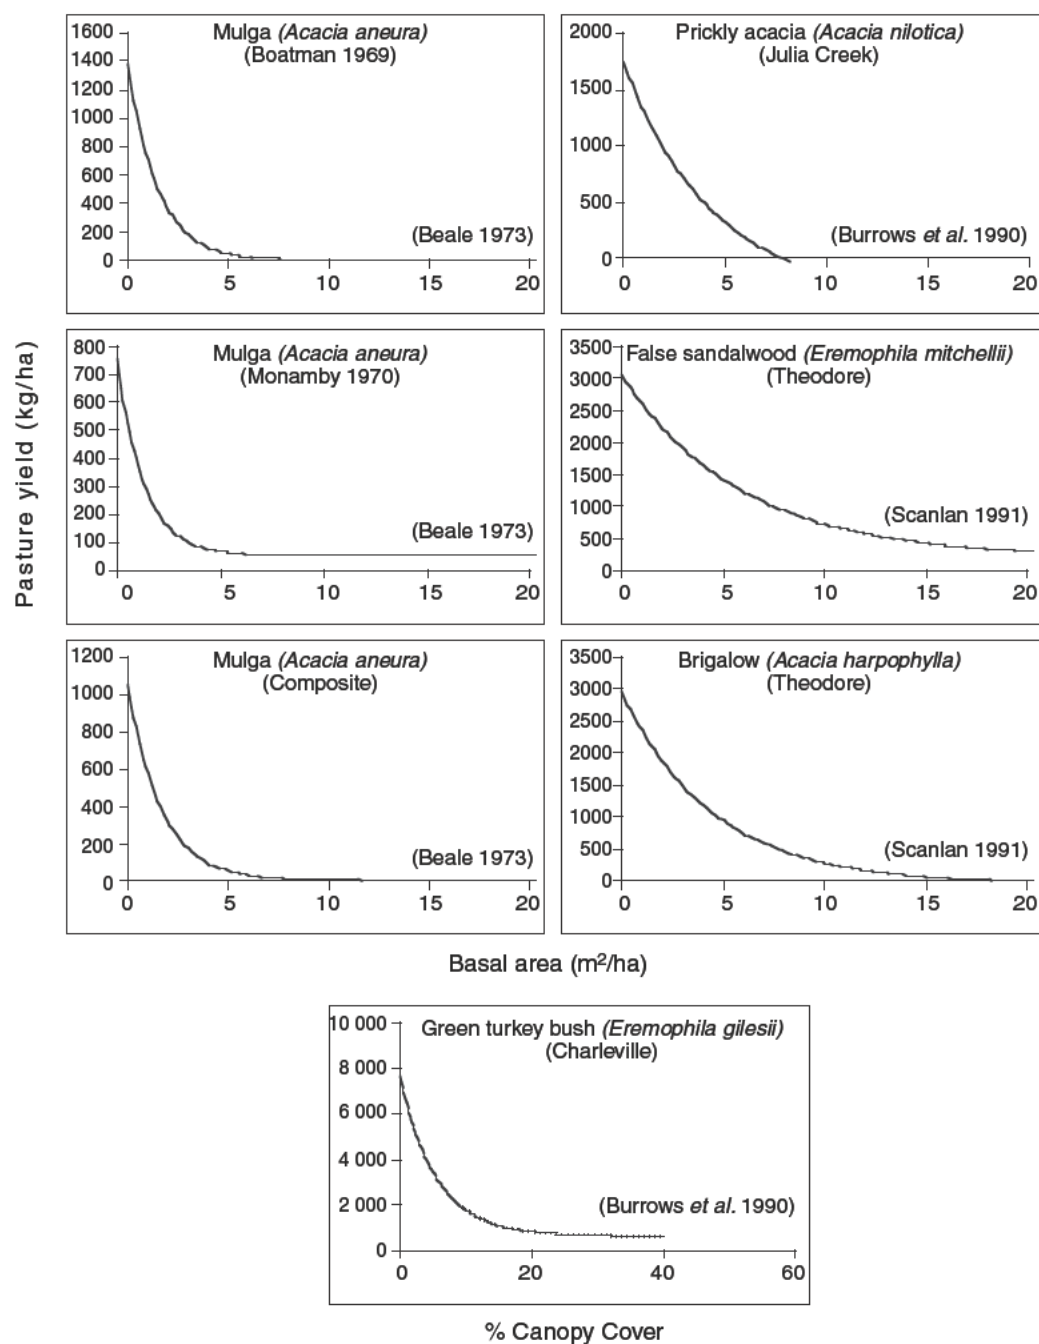 Pasture yield (kg/ha)
Mulga (Acacia aneura)
(Boatman 1969)
1600
1400
1200
1000
800
600
400
200
0
(Beale 1973)
0 5 10 15 20
Prickly acacia (Acacia nilotica)
(Julia Creek)
2000
1500
1000
500
0
(Burrows et al. 1990)
0 5 10 15 20
Mulga (Acacia aneura)
(Monamby 1970)
800
700
600
500
400
300
200
100
0
(Beale 1973)
0 5 10 15 20
False sandalwood (Eremophila mitchellii)
(Theodore)
3500
3000
2500
2000
1500
1000
500
0
(Scanlan 1991)
0 5 10 15 20
Mulga (Acacia aneura)
(Composite)
1200
1000
800
600
400
200
0
(Beale 1973)
0 5 10 15 20
Brigalow (Acacia harpophylla)
(Theodore)
3500
3000
2500
2000
1500
1000
500
0
(Scanlan 1991)
0 5 10 15 20
Basal area (m²/ha)
Green turkey bush (Eremophila gilesii)
(Charleville)
10 000
8 000
6 000
4 000
2 000
0
(Burrows et al. 1990)
0 20 40 60
% Canopy Cover